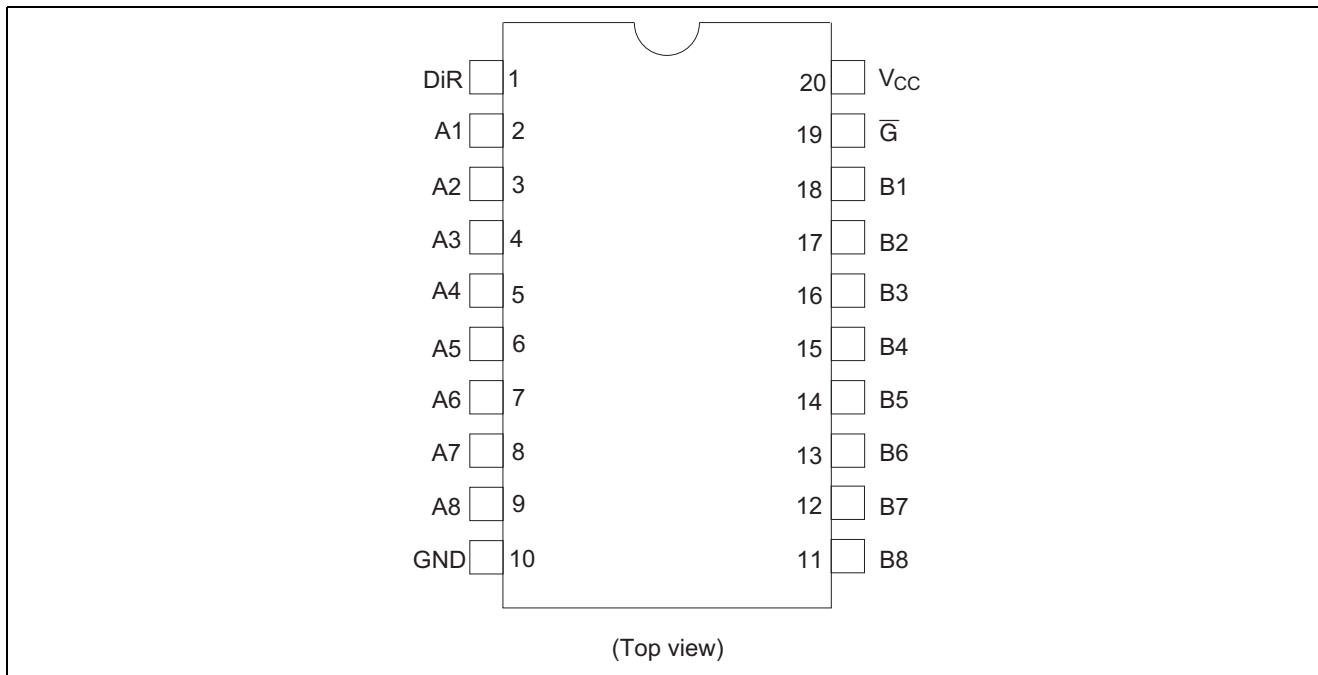 DiR 1 20 VCC
A1 2 19 G̅
A2 3 18 B1
A3 4 17 B2
A4 5 16 B3
A5 6 15 B4
A6 7 14 B5
A7 8 13 B6
A8 9 12 B7
GND 10 11 B8
(Top view)